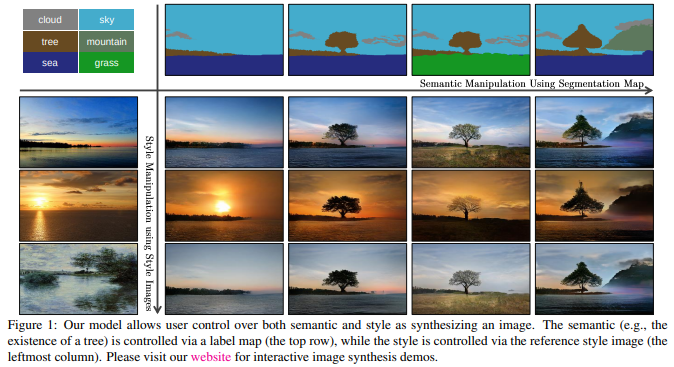 cloud sky
tree mountain
sea grass
Semantic Manipulation Using Segmentation Map
Style Manipulation using Style Images
Figure 1: Our model allows user control over both semantic and style as synthesizing an image. The semantic (e.g., the
existence of a tree) is controlled via a label map (the top row), while the style is controlled via the reference style image (the
leftmost column). Please visit our website for interactive image synthesis demos.